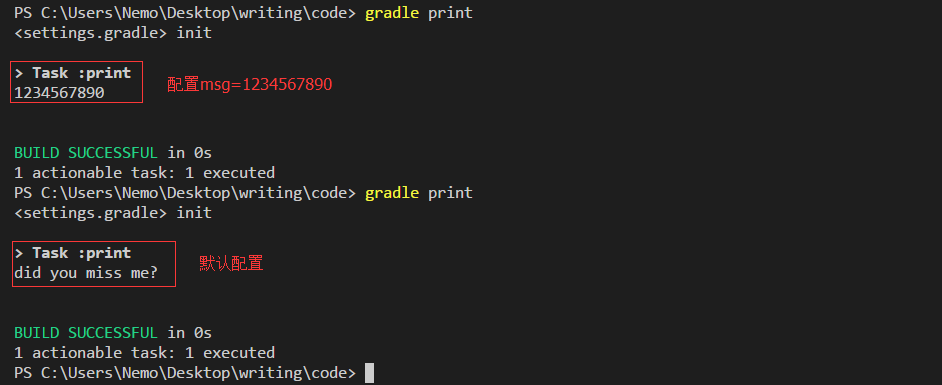 PS C:\Users\Nemo\Desktop\writing\code> gradle print
<settings.gradle> init
> Task :print
1234567890
配置msg=1234567890
BUILD SUCCESSFUL in 0s
1 actionable task: 1 executed
PS C:\Users\Nemo\Desktop\writing\code> gradle print
<settings.gradle> init
> Task :print
did you miss me?
默认配置
BUILD SUCCESSFUL in 0s
1 actionable task: 1 executed
PS C:\Users\Nemo\Desktop\writing\code>